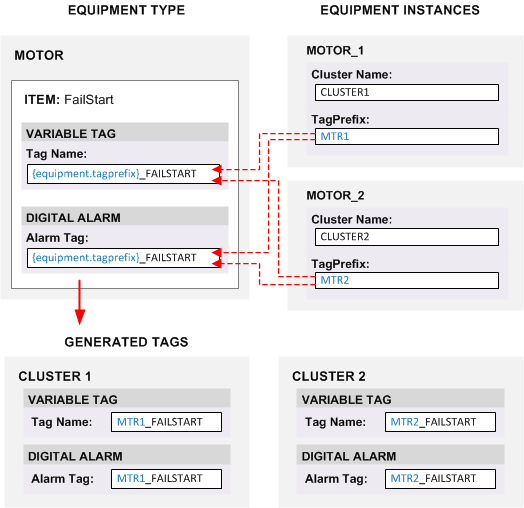 EQUIPMENT TYPE
MOTOR
ITEM: FailStart
VARIABLE TAG
Tag Name:
{equipment.tagprefix}_FAILSTART
DIGITAL ALARM
Alarm Tag:
{equipment.tagprefix}_FAILSTART
EQUIPMENT INSTANCES
MOTOR_1
Cluster Name:
CLUSTER1
TagPrefix:
MTR1
MOTOR_2
Cluster Name:
CLUSTER2
TagPrefix:
MTR2
GENERATED TAGS
CLUSTER 1
VARIABLE TAG
Tag Name: MTR1_FAILSTART
DIGITAL ALARM
Alarm Tag: MTR1_FAILSTART
CLUSTER 2
VARIABLE TAG
Tag Name: MTR2_FAILSTART
DIGITAL ALARM
Alarm Tag: MTR2_FAILSTART